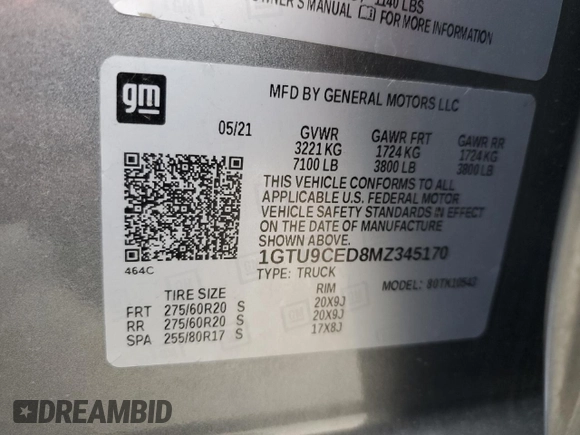 1140 LBS
OWNER'S MANUAL FOR MORE INFORMATION
gm
MFD BY GENERAL MOTORS LLC
05/21 GVWR GAWR FRT GAWR RR
3221 KG 1724 KG 1724 KG
7100 LB 3800 LB 3800 LB
THIS VEHICLE CONFORMS TO ALL
APPLICABLE U.S. FEDERAL MOTOR
VEHICLE SAFETY STANDARDS IN EFFECT
ON THE DATE OF MANUFACTURE
SHOWN ABOVE.
1GTU9CED8MZ345170
464C
TYPE: TRUCK MODEL:
TIRE SIZE RIM
FRT 275/60R20 S 20X9J
RR 275/60R20 S 20X9J
SPA 255/80R17 S 17X8J
DREAMBID